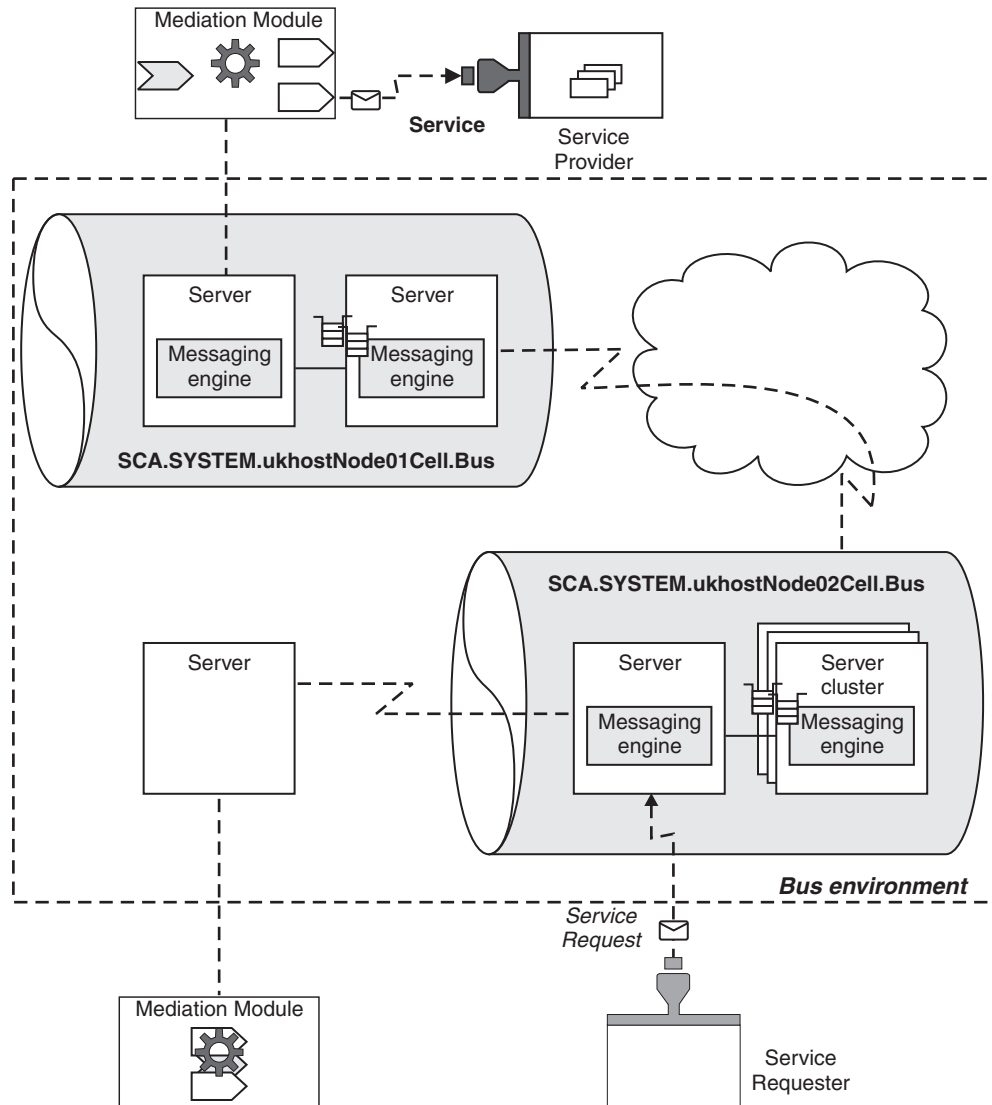 Mediation Module
Service
Service
Provider
Server
Server
Messaging
engine
Messaging
engine
SCA.SYSTEM.ukhostNode01Cell.Bus
SCA.SYSTEM.ukhostNode02Cell.Bus
Server
Server
Server
cluster
Messaging
engine
Messaging
engine
Bus environment
Service
Request
Mediation Module
Service
Requester